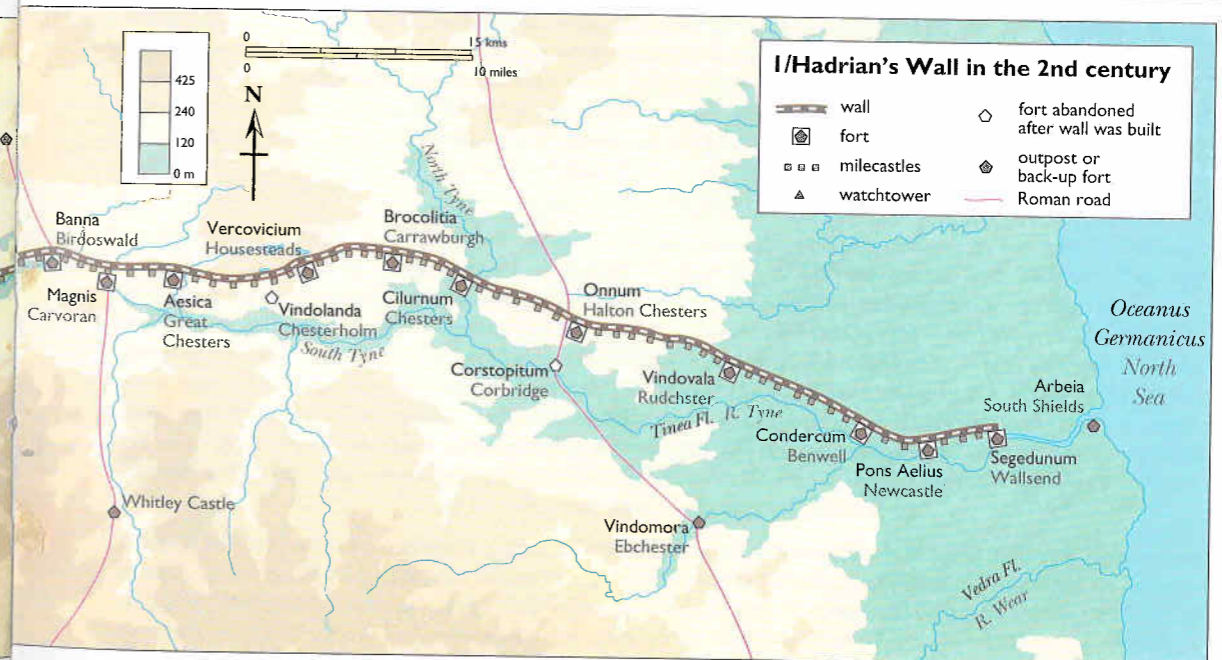 0
15 kms
0
10 miles
425
240
120
0 m
N
1/Hadrian's Wall in the 2nd century
wall
fort
milecastles
watchtower
fort abandoned
after wall was built
outpost or
back-up fort
Roman road
North Tyne
Banna
Birdoswald
Vercovicium
Housesteads
Brocolitia
Carrawburgh
Magnis
Carvoran
Aesica
Great
Chesters
Vindolanda
Chesterholm
South Tyne
Cilurnum
Chesters
Onnum
Halton Chesters
Corstopitum
Corbridge
Vindovala
Rudchster
Tinea Fl. R. Tyne
Condercum
Benwell
Pons Aelius
Newcastle
Segedunum
Wallsend
Arbeia
South Shields
Oceanus
Germanicus
North
Sea
Whitley Castle
Vindomora
Ebchester
Vedra Fl.
R. Wear